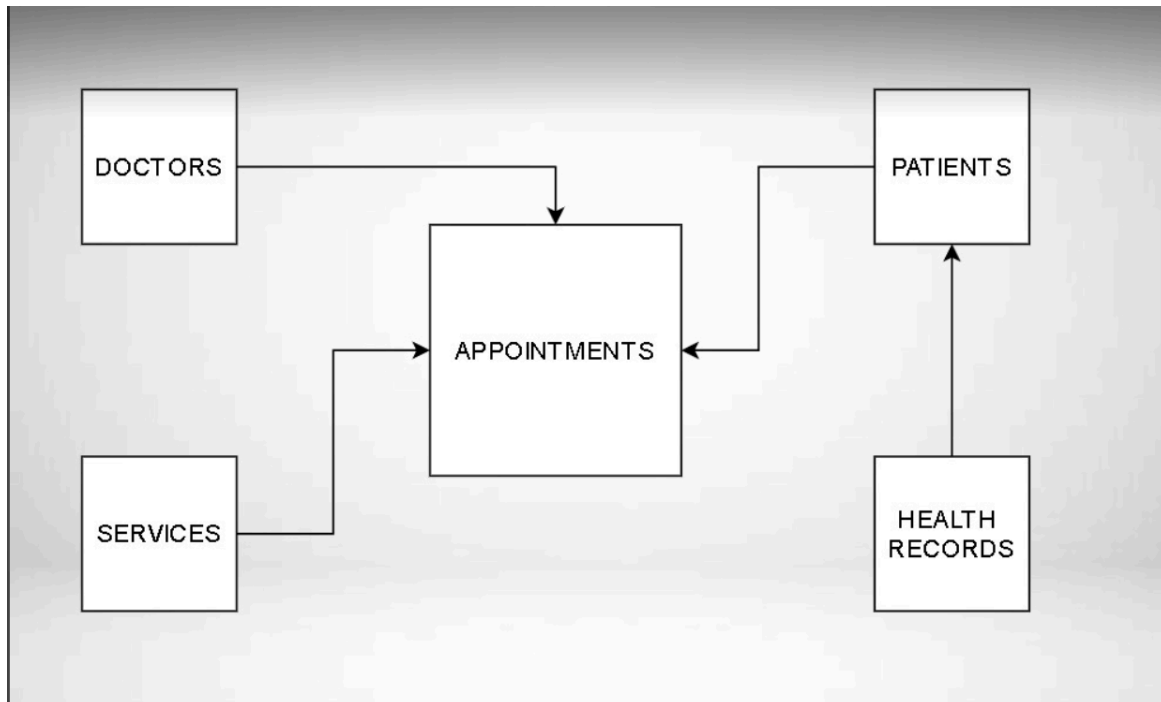 DOCTORS
PATIENTS
APPOINTMENTS
SERVICES
HEALTH
RECORDS